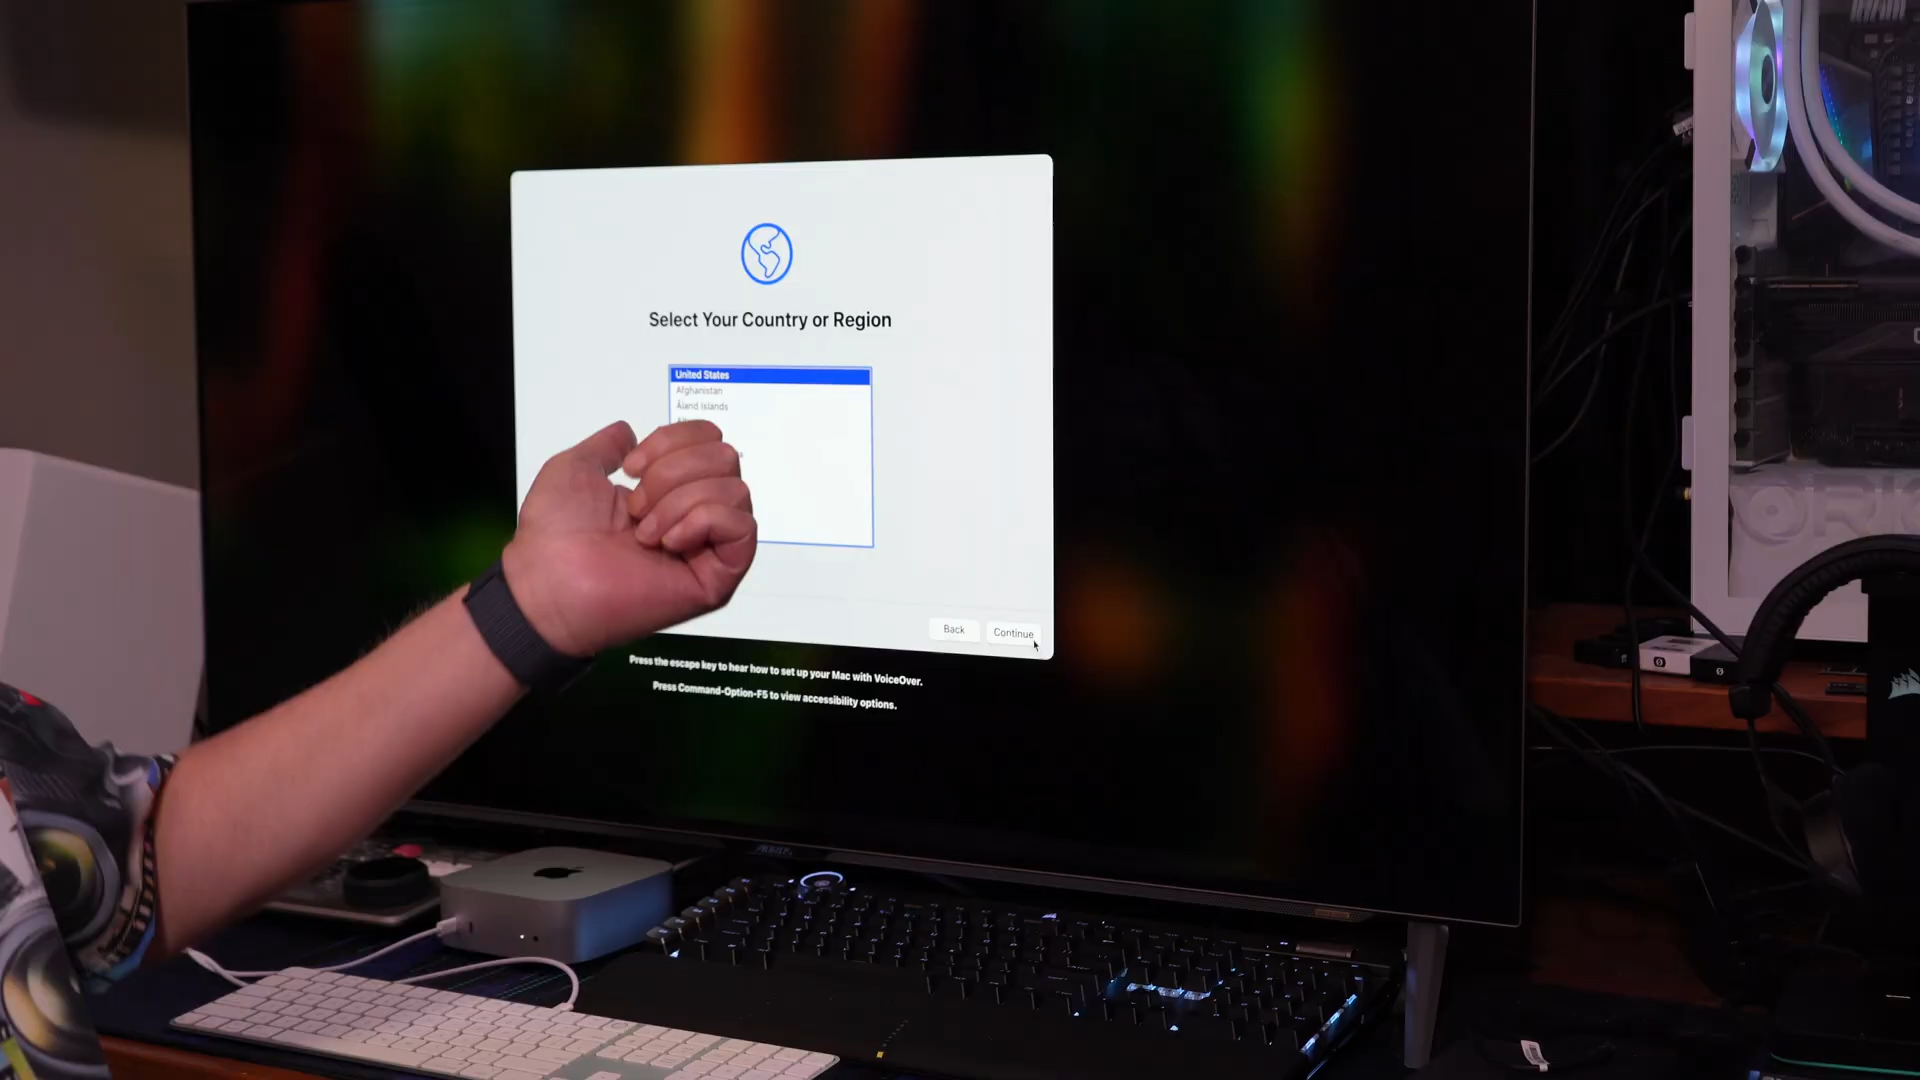 Select Your Country or Region
United States
Afghanistan
Åland Islands
Back
Continue
Press the escape key to hear how to set up your Mac with VoiceOver.
Press Command-Option-F5 to view accessibility options.